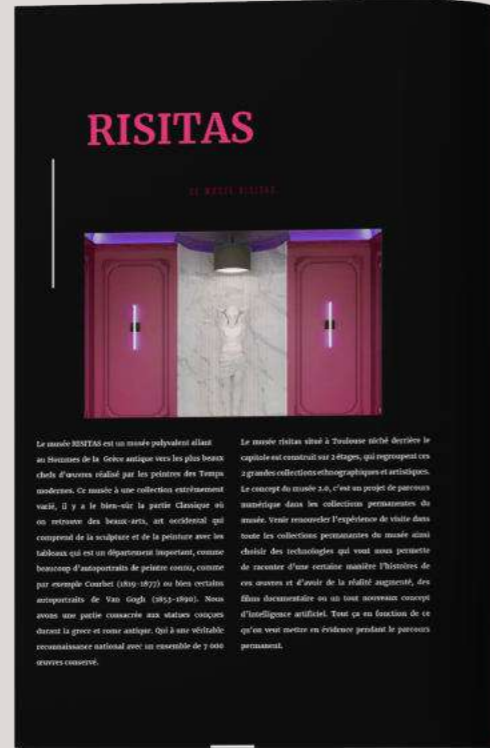 RISITAS
LE MUSÉE RISITAS
Le musée RISITAS est un musée polyvalent allant
au Hommes de la Grèce antique vers les plus beaux
chefs d'œuvres réalisé par les peintres des Temps
modernes. Ce musée à une collection extrêmement
varié, il y a le bien-sûr la partie Classique où
on retrouve des beaux-arts, art occidental qui
comprend de la sculpture et de la peinture avec les
tableaux qui est un département important, comme
beaucoup d'autoportraits de peintre connu, comme
par exemple Courbet (1819-1877) ou bien certains
autoportraits de Van Gogh (1853-1890). Nous
avons une partie consacrée aux statues conçues
durant la grece et rome antique. Qui à une véritable
reconnaissance national avec un ensemble de 7 000
œuvres conservé.
Le musée risitas situé à Toulouse niché derrière le
capitole est construit sur 2 étages, qui regroupent ces
2 grandes collections ethnographiques et artistiques.
Le concept du musée 2.0, c'est un projet de parcours
numérique dans les collections permanentes du
musée. Venir renouveler l'expérience de visite dans
toute les collections permanantes du musée ainsi
choisir des technologies qui vont nous permette
de raconter d'une certaine manière l'histoires de
ces œuvres et d'avoir de la réalité augmenté, des
films documentaire ou un tout nouveaux concept
d'intelligence artificiel. Tout ça en fonction de ce
qu'on veut mettre en évidence pendant le parcours
permanent.